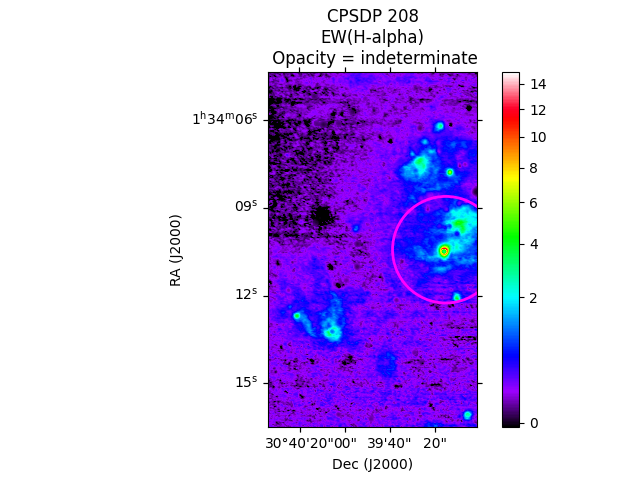 CPSDP 208
EW(H-alpha)
Opacity = indeterminate
1ʰ34ᵐ06ˢ
09ˢ
12ˢ
15ˢ
RA (J2000)
30°40'20"00" 39'40" 20"
Dec (J2000)
14
12
10
8
6
4
2
0